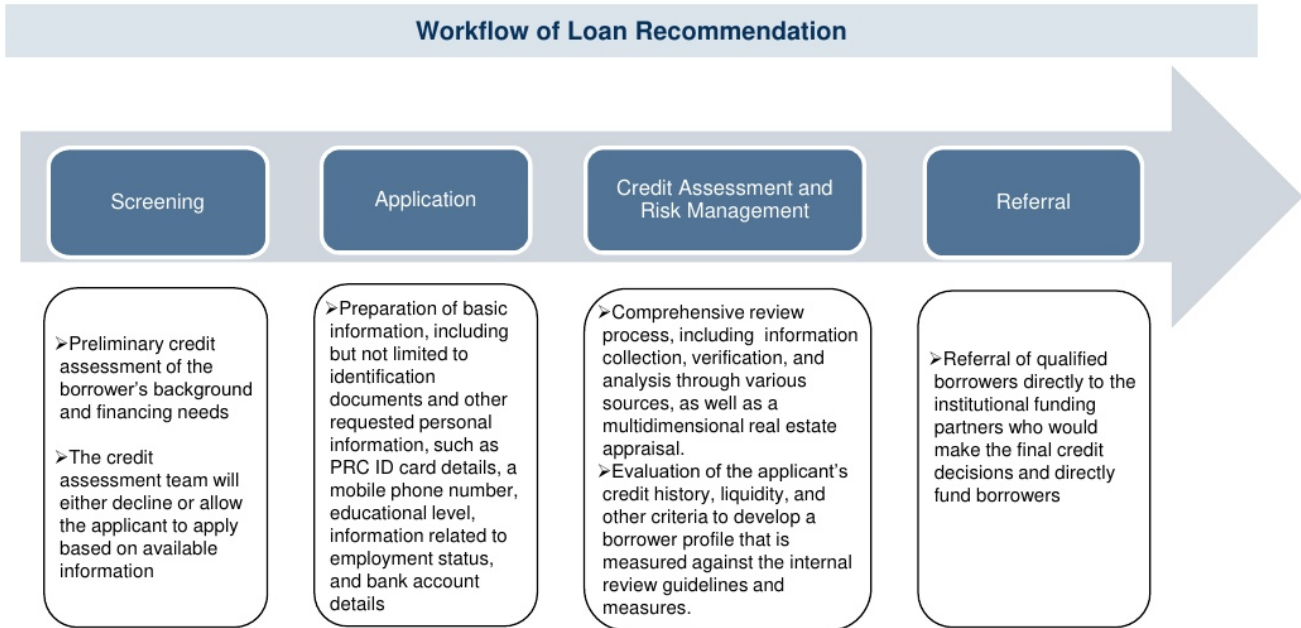 Workflow of Loan Recommendation
Screening
Application
Credit Assessment and
Risk Management
Referral
➢Preliminary credit
assessment of the
borrower’s background
and financing needs
➢The credit
assessment team will
either decline or allow
the applicant to apply
based on available
information
➢Preparation of basic
information, including
but not limited to
identification
documents and other
requested personal
information, such as
PRC ID card details, a
mobile phone number,
educational level,
information related to
employment status,
and bank account
details
➢Comprehensive review
process, including  information
collection, verification, and
analysis through various
sources, as well as a
multidimensional real estate
appraisal.
➢Evaluation of the applicant’s
credit history, liquidity, and
other criteria to develop a
borrower profile that is
measured against the internal
review guidelines and
measures.
➢Referral of qualified
borrowers directly to the
institutional funding
partners who would
make the final credit
decisions and directly
fund borrowers